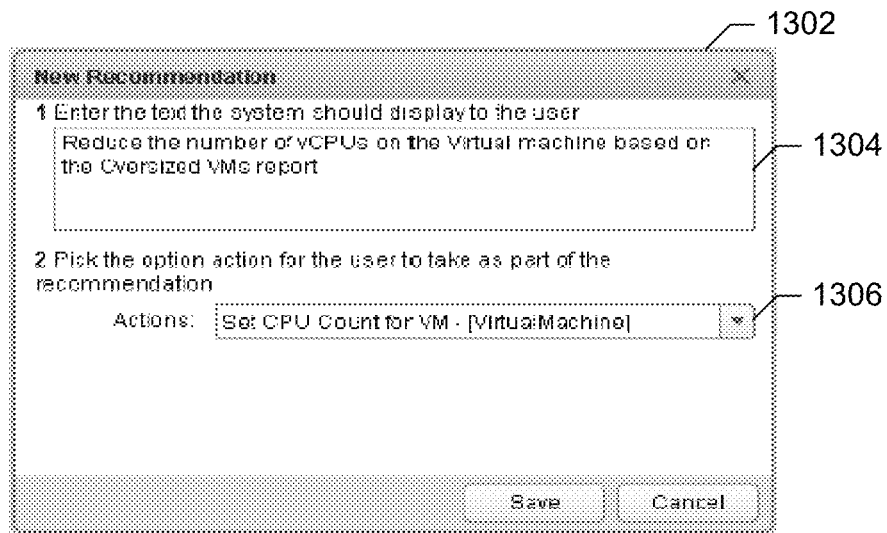 1302
New Recommendation
1 Enter the text the system should display to the user
Reduce the number of vCPUs on the Virtual machine based on
the Oversized VMs report
1304
2 Pick the option action for the user to take as part of the
recommendation
1306
Actions: Set CPU Count for VM - [VirtualMachine]
Save Cancel